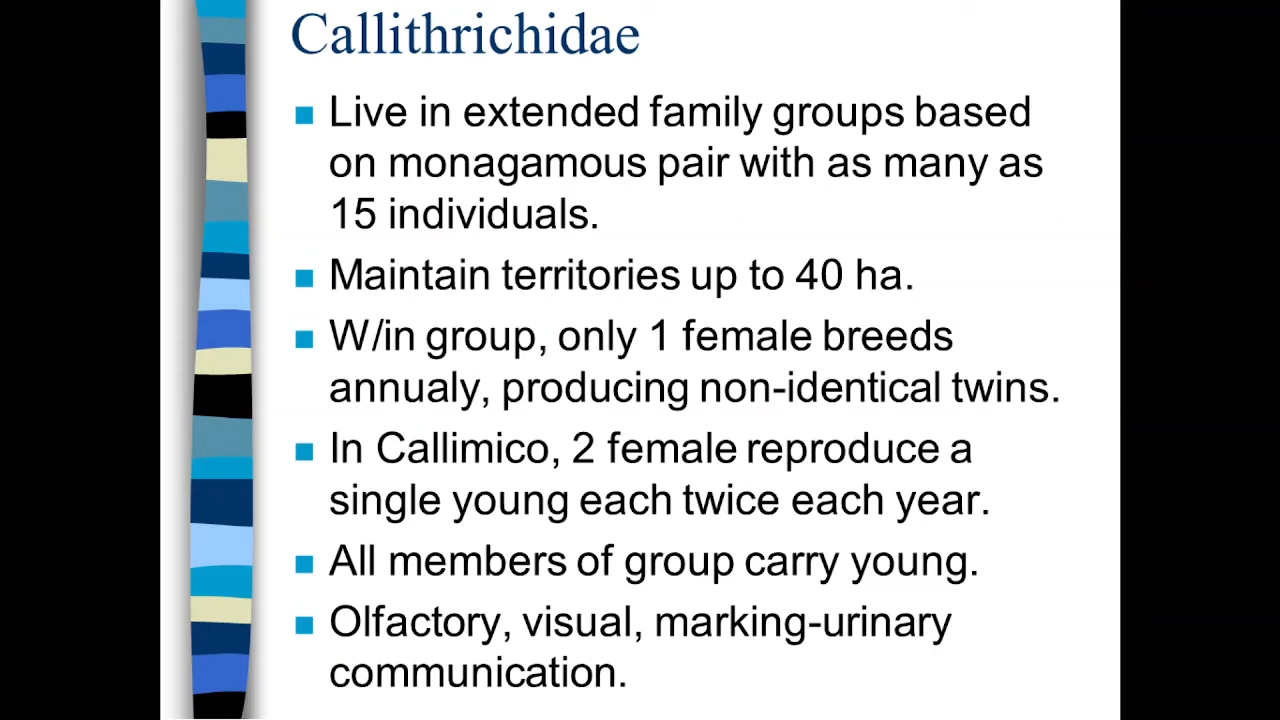 Callithrichidae
Live in extended family groups based
on monagamous pair with as many as
15 individuals.
Maintain territories up to 40 ha.
W/in group, only 1 female breeds
annualy, producing non-identical twins.
In Callimico, 2 female reproduce a
single young each twice each year.
All members of group carry young.
Olfactory, visual, marking-urinary
communication.